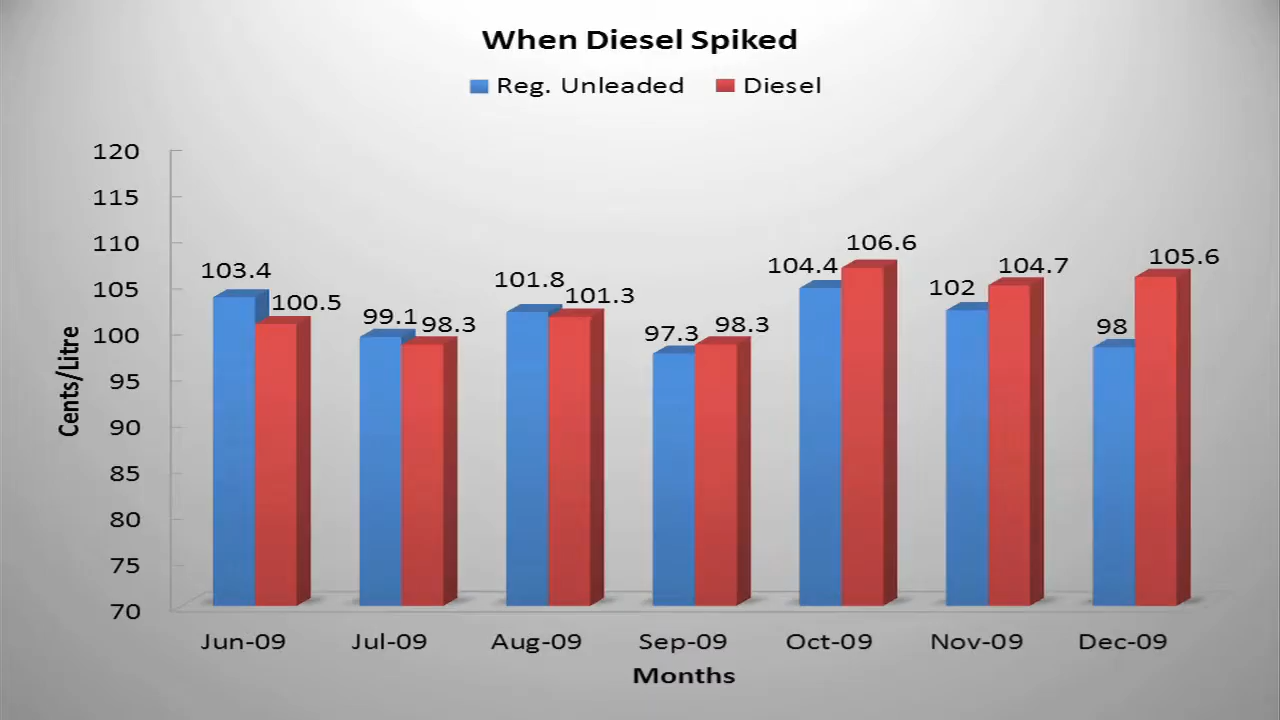 When Diesel Spiked
Reg. Unleaded Diesel
120
115
110
105
100
95
90
85
80
75
70
Cents/Litre
103.4 100.5 99.1 98.3 101.8 101.3 97.3 98.3 104.4 106.6 102 104.7 98 105.6
Jun-09 Jul-09 Aug-09 Sep-09 Oct-09 Nov-09 Dec-09
Months